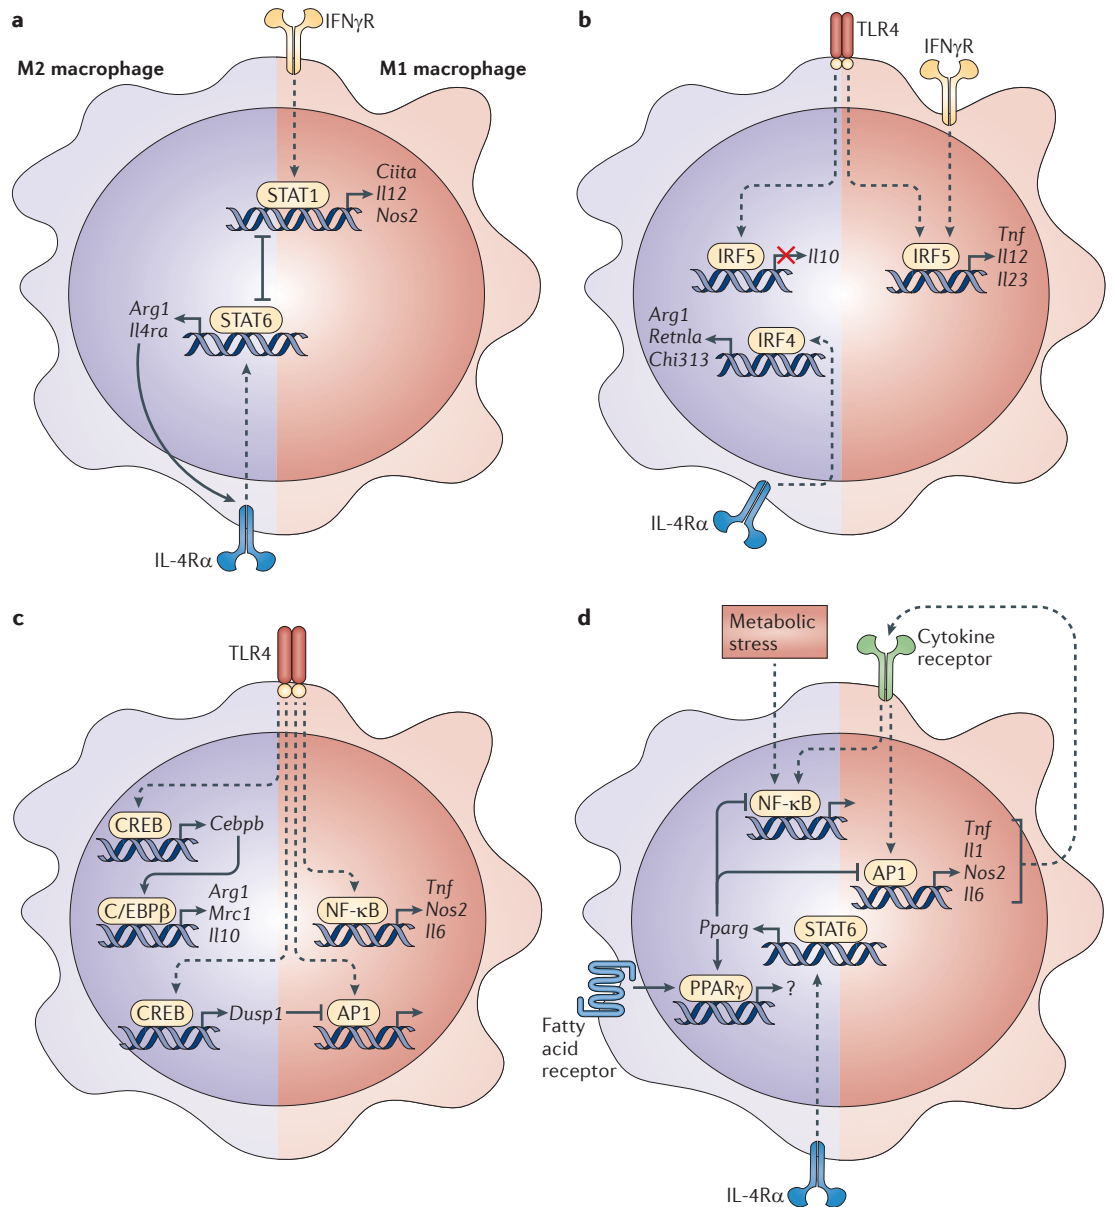 a
IFNγR
M2 macrophage
M1 macrophage
STAT1
Ciita
Il12
Nos2
Arg1
Il4ra
STAT6
IL-4Rα
b
TLR4
IFNγR
IRF5
Il10
IRF5
Tnf
Il12
Il23
Arg1
Retnla
Chi313
IRF4
IL-4Rα
c
TLR4
CREB
Cebpb
C/EBPβ
Arg1
Mrc1
Il10
NF-κB
Tnf
Nos2
Il6
CREB
Dusp1
AP1
d
Metabolic
stress
Cytokine
receptor
NF-κB
AP1
Tnf
Il1
Nos2
Il6
Pparg
STAT6
PPARγ
?
Fatty
acid
receptor
IL-4Rα